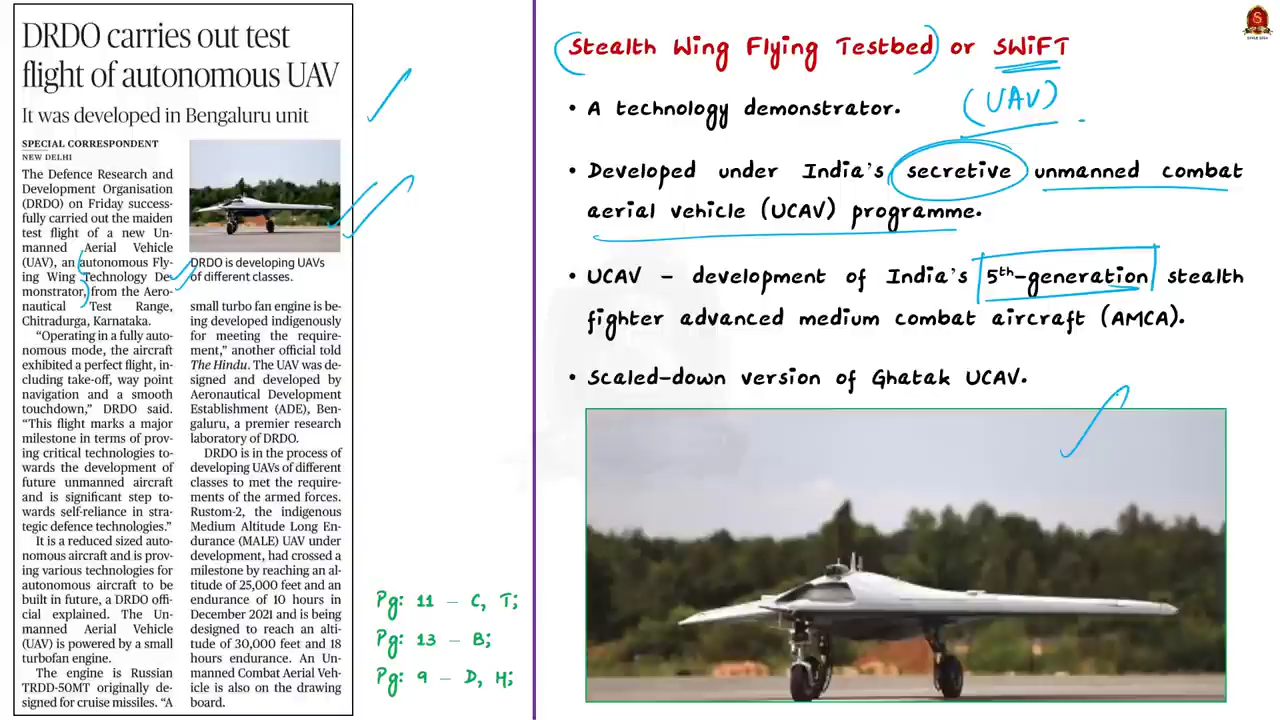 DRDO carries out test
flight of autonomous UAV
It was developed in Bengaluru unit
SPECIAL CORRESPONDENT
NEW DELHI
The Defence Research and
Development Organisation
(DRDO) on Friday success-
fully carried out the maiden
test flight of a new Un-
manned Aerial Vehicle
(UAV), an autonomous Fly-
ing Wing Technology De-
monstrator, from the Aero-
nautical Test Range,
Chitradurga, Karnataka.
“Operating in a fully auto-
nomous mode, the aircraft
exhibited a perfect flight, in-
cluding take-off, way point
navigation and a smooth
touchdown,” DRDO said.
“This flight marks a major
milestone in terms of prov-
ing critical technologies to-
wards the development of
future unmanned aircraft
and is significant step to-
wards self-reliance in stra-
tegic defence technologies.”
It is a reduced sized auto-
nomous aircraft and is prov-
ing various technologies for
autonomous aircraft to be
built in future, a DRDO offi-
cial explained. The Un-
manned Aerial Vehicle
(UAV) is powered by a small
turbofan engine.
The engine is Russian
TRDD-50MT originally de-
signed for cruise missiles. “A
DRDO is developing UAVs
of different classes.
small turbo fan engine is be-
ing developed indigenously
for meeting the require-
ment,” another official told
The Hindu. The UAV was de-
signed and developed by
Aeronautical Development
Establishment (ADE), Ben-
galuru, a premier research
laboratory of DRDO.
DRDO is in the process of
developing UAVs of different
classes to met the require-
ments of the armed forces.
Rustom-2, the indigenous
Medium Altitude Long En-
durance (MALE) UAV under
development, had crossed a
milestone by reaching an al-
titude of 25,000 feet and an
endurance of 10 hours in
December 2021 and is being
designed to reach an alti-
tude of 30,000 feet and 18
hours endurance. An Un-
manned Combat Aerial Veh-
icle is also on the drawing
board.
Pg: 11 – C, T;
Pg: 13 – B;
Pg: 9 – D, H;
(Stealth Wing Flying Testbed) or SWiFT
(UAV)
• A technology demonstrator.
• Developed under India's secretive unmanned combat
aerial vehicle (UCAV) programme.
• UCAV – development of India's 5th-generation stealth
fighter advanced medium combat aircraft (AMCA).
• Scaled-down version of Ghatak UCAV.